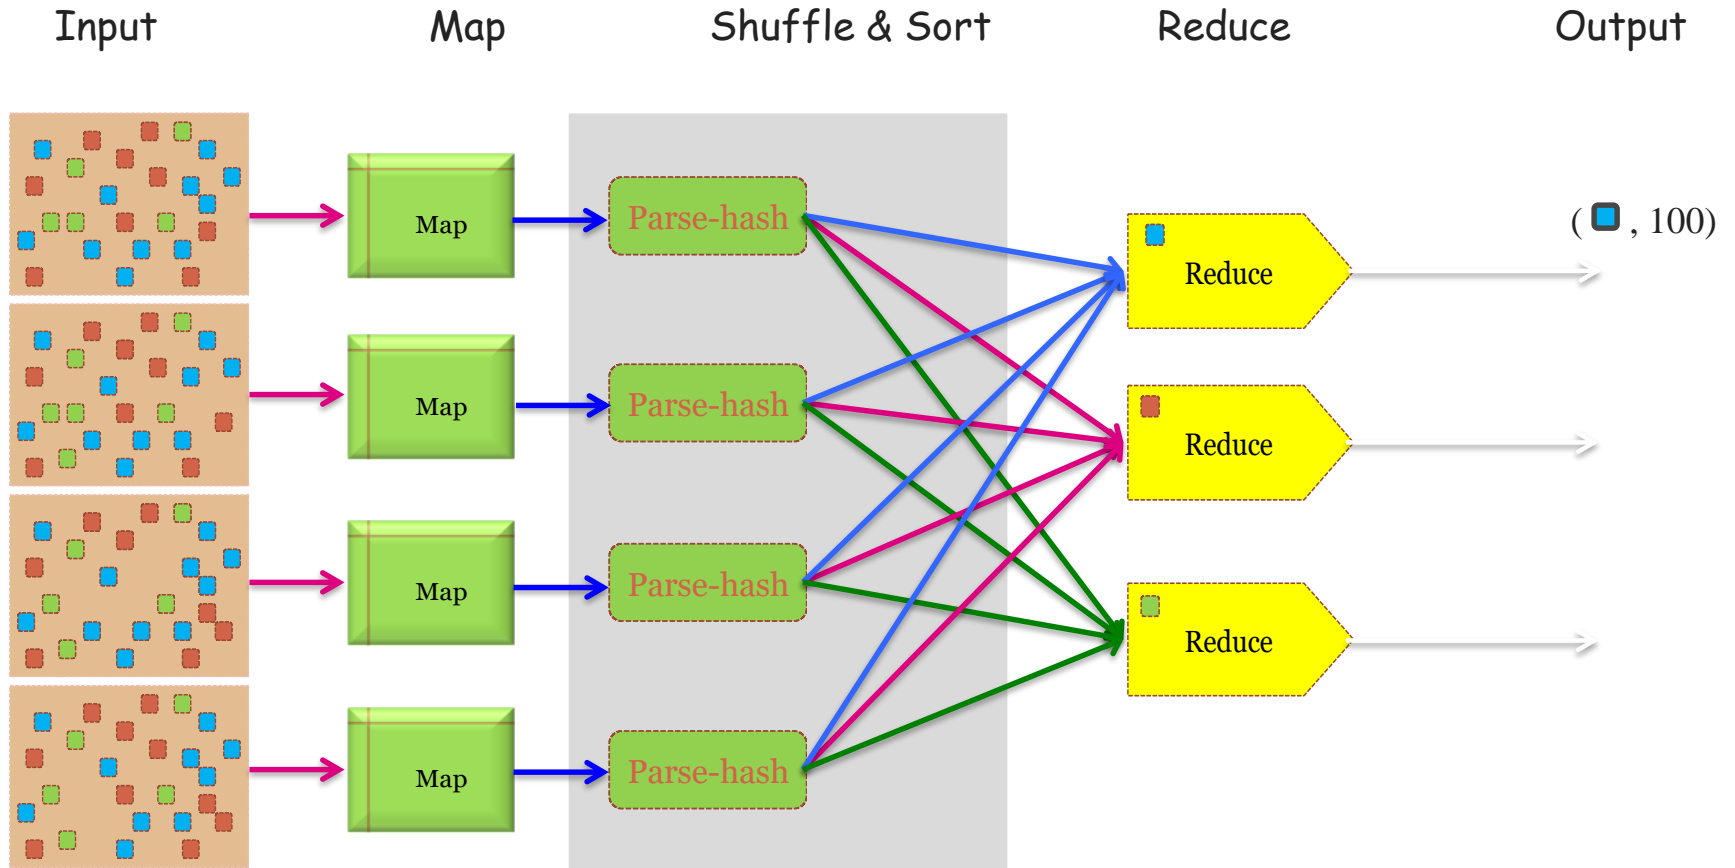 Input
Map
Shuffle & Sort
Reduce
Output
Map
Parse-hash
Reduce
( , 100)
Map
Parse-hash
Reduce
Map
Parse-hash
Reduce
Map
Parse-hash